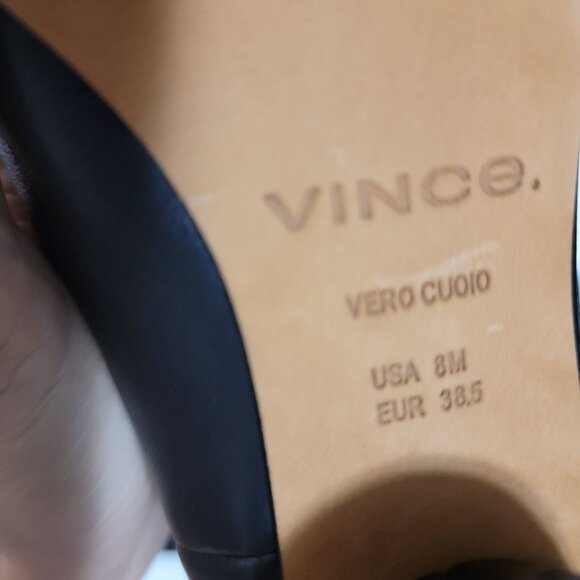 VINCe.
VERO CUOIO
USA 8M
EUR 38.5